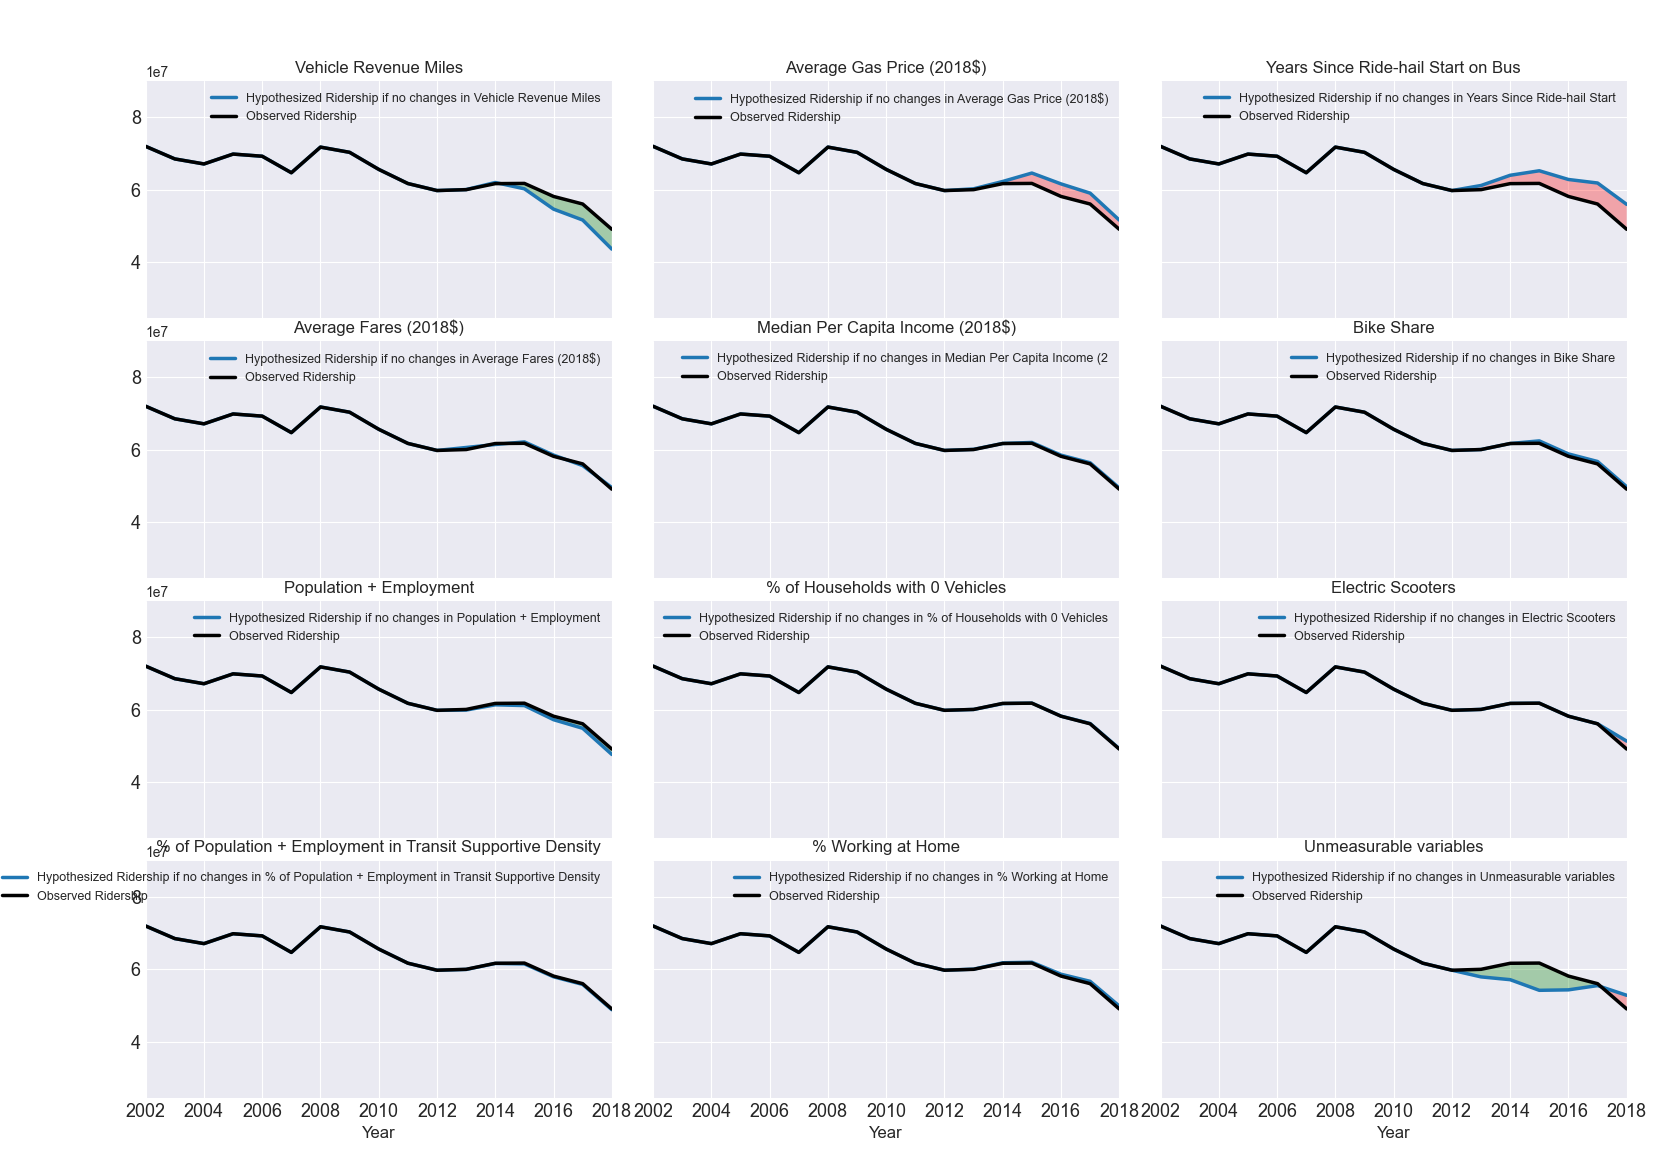 Vehicle Revenue Miles
1e7
Hypothesized Ridership if no changes in Vehicle Revenue Miles
Observed Ridership
8
6
4
Average Gas Price (2018$)
Hypothesized Ridership if no changes in Average Gas Price (2018$)
Observed Ridership
Years Since Ride-hail Start on Bus
Hypothesized Ridership if no changes in Years Since Ride-hail Start
Observed Ridership
Average Fares (2018$)
1e7
Hypothesized Ridership if no changes in Average Fares (2018$)
Observed Ridership
8
6
4
Median Per Capita Income (2018$)
Hypothesized Ridership if no changes in Median Per Capita Income (2
Observed Ridership
Bike Share
Hypothesized Ridership if no changes in Bike Share
Observed Ridership
Population + Employment
1e7
Hypothesized Ridership if no changes in Population + Employment
Observed Ridership
8
6
4
% of Households with 0 Vehicles
Hypothesized Ridership if no changes in % of Households with 0 Vehicles
Observed Ridership
Electric Scooters
Hypothesized Ridership if no changes in Electric Scooters
Observed Ridership
% of Population + Employment in Transit Supportive Density
1e7
Hypothesized Ridership if no changes in % of Population + Employment in Transit Supportive Density
Observed Ridership
8
6
4
2002 2004 2006 2008 2010 2012 2014 2016 2018
Year
% Working at Home
Hypothesized Ridership if no changes in % Working at Home
Observed Ridership
2002 2004 2006 2008 2010 2012 2014 2016 2018
Year
Unmeasurable variables
Hypothesized Ridership if no changes in Unmeasurable variables
Observed Ridership
2002 2004 2006 2008 2010 2012 2014 2016 2018
Year